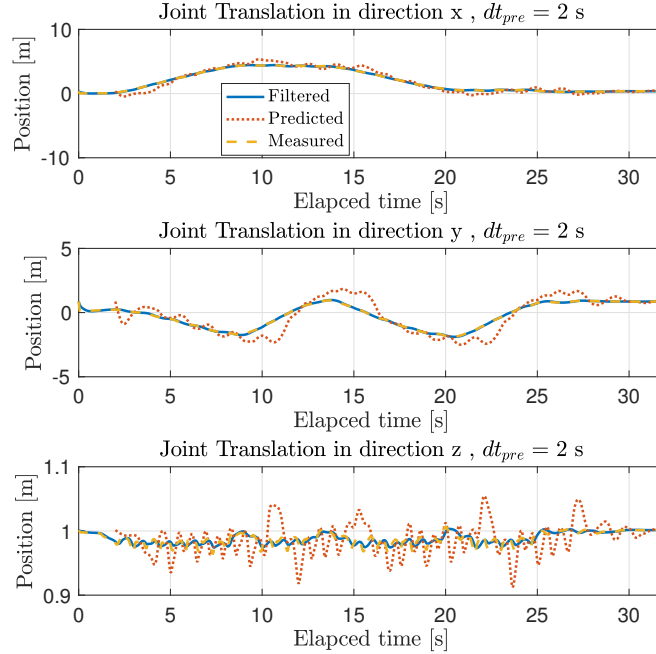 Joint Translation in direction x , dt_pre = 2 s
10
0
-10
Position [m]
Filtered
Predicted
Measured
0 5 10 15 20 25 30
Elapced time [s]
Joint Translation in direction y , dt_pre = 2 s
5
0
-5
Position [m]
0 5 10 15 20 25 30
Elapced time [s]
Joint Translation in direction z , dt_pre = 2 s
1.1
1
0.9
Position [m]
0 5 10 15 20 25 30
Elapced time [s]